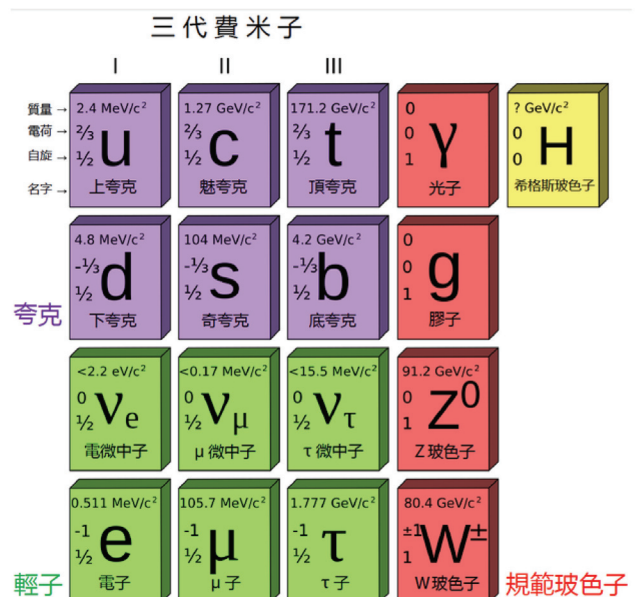 三代費米子
I II III
質量→
電荷→
自旋→
名字→
2.4 MeV/c²
2/3
1/2
u
上夸克
1.27 GeV/c²
2/3
1/2
c
魅夸克
171.2 GeV/c²
2/3
1/2
t
頂夸克
0
0
1
γ
光子
? GeV/c²
0
0
H
希格斯玻色子
夸克
4.8 MeV/c²
-1/3
1/2
d
下夸克
104 MeV/c²
-1/3
1/2
s
奇夸克
4.2 GeV/c²
-1/3
1/2
b
底夸克
0
0
1
g
膠子
<2.2 eV/c²
0
1/2
νe
電微中子
<0.17 MeV/c²
0
1/2
νμ
μ 微中子
<15.5 MeV/c²
0
1/2
ντ
τ 微中子
91.2 GeV/c²
0
1
Z⁰
Z 玻色子
輕子
0.511 MeV/c²
-1
1/2
e
電子
105.7 MeV/c²
-1
1/2
μ
μ 子
1.777 GeV/c²
-1
1/2
τ
τ 子
80.4 GeV/c²
±1
1
W±
W 玻色子
規範玻色子